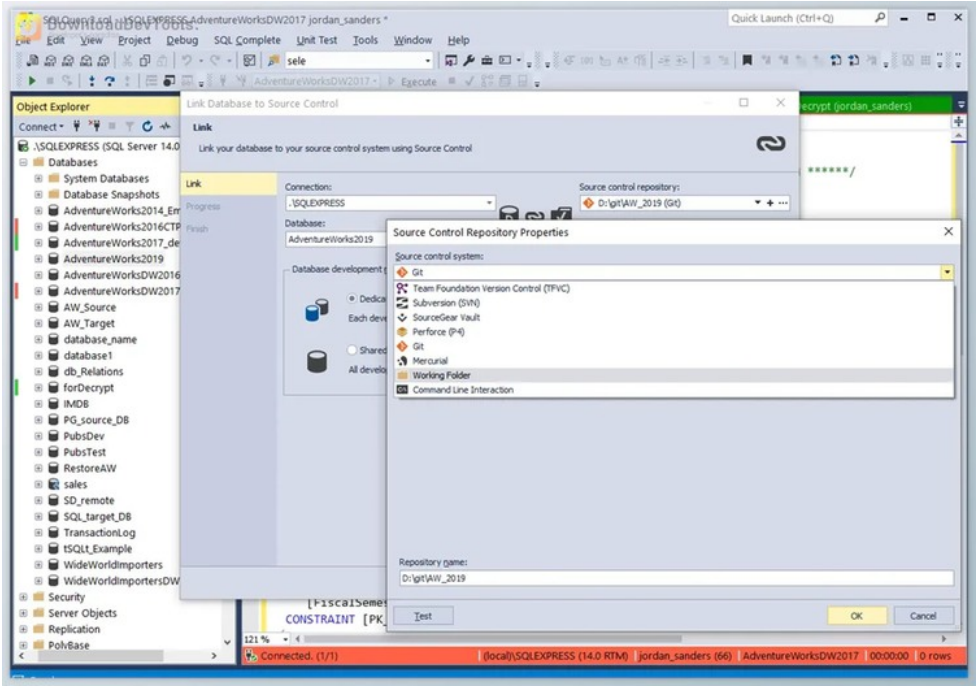 SQLQuery3.sql - .\SQLEXPRESS.AdventureWorksDW2017 jordan_sanders *
Quick Launch (Ctrl+Q)
DownloadDevTools.
File Edit View Project Debug SQL Complete Unit Test Tools Window Help
sele
AdventureWorksDW2017
Execute
Object Explorer
Connect
.\SQLEXPRESS (SQL Server 14.0
Databases
System Databases
Database Snapshots
AdventureWorks2014_Em
AdventureWorks2016CTP
AdventureWorks2017_de
AdventureWorks2019
AdventureWorksDW2016
AdventureWorksDW2017
AW_Source
AW_Target
database_name
database1
db_Relations
forDecrypt
IMDB
PG_source_DB
PubsDev
PubsTest
RestoreAW
sales
SD_remote
SQL_target_DB
TransactionLog
tSQLt_Example
WideWorldImporters
WideWorldImportersDW
Security
Server Objects
Replication
PolyBase
Link Database to Source Control
Link
Link your database to your source control system using Source Control
Link
Progress
Finish
Connection:
.\SQLEXPRESS
Source control repository:
D:\git\AW_2019 (Git)
Database:
AdventureWorks2019
Database development
Dedica
Each deve
Shared
All develo
ecrypt (jordan_sanders)
******/
Source Control Repository Properties
Source control system:
Git
Team Foundation Version Control (TFVC)
Subversion (SVN)
SourceGear Vault
Perforce (P4)
Git
Mercurial
Working Folder
Command Line Interaction
Repository name:
D:\git\AW_2019
Test
OK
Cancel
[FiscalSemes
CONSTRAINT [PK_
121 %
Connected. (1/1)
(local)\SQLEXPRESS (14.0 RTM) jordan_sanders (66) AdventureWorksDW2017 00:00:00 0 rows